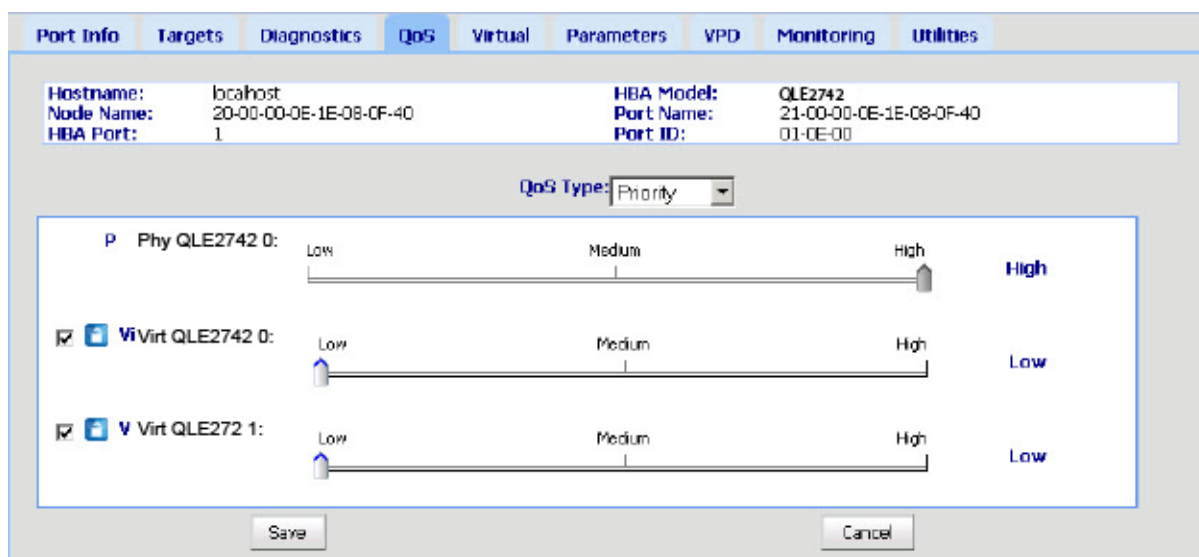 Port Info Targets Diagnostics QoS Virtual Parameters VPD Monitoring Utilities
Hostname: localhost HBA Model: QLE2742
Node Name: 20-00-00-0E-1E-08-0F-40 Port Name: 21-00-00-0E-1E-08-0F-40
HBA Port: 1 Port ID: 01-0E-00
QoS Type: Priority
P Phy QLE2742 0: Low Medium High High
Vi Virt QLE2742 0: Low Medium High Low
V Virt QLE272 1: Low Medium High Low
Save Cancel